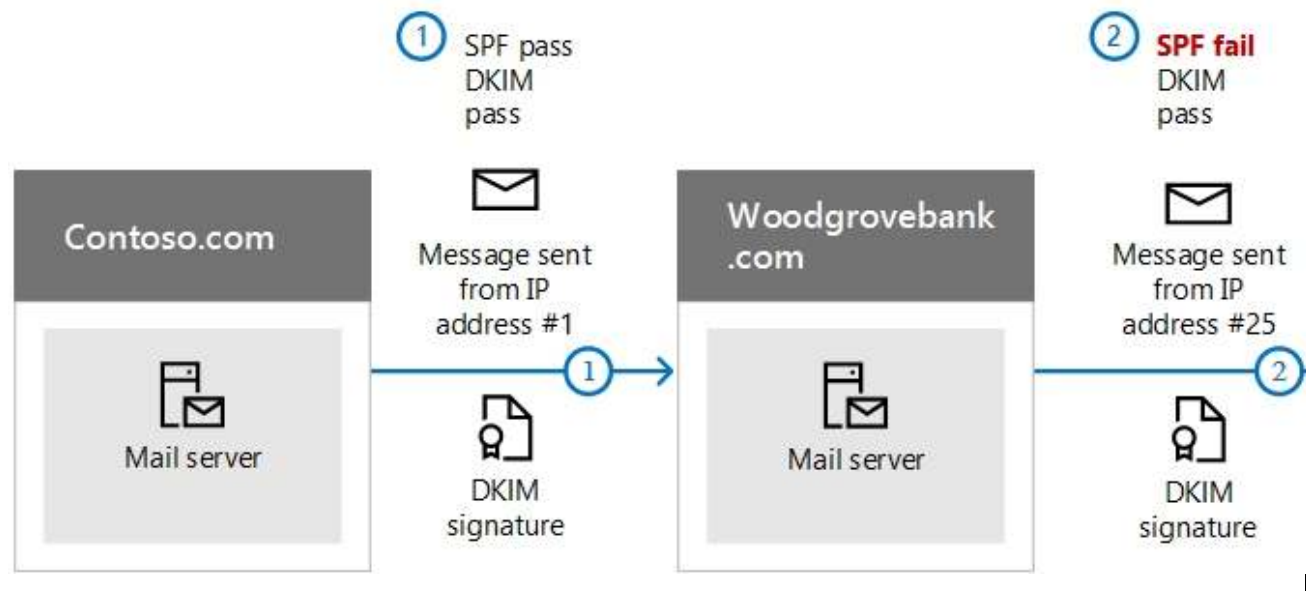 1
SPF pass
DKIM
pass
2
SPF fail
DKIM
pass
Contoso.com
Message sent
from IP
address #1
Woodgrovebank
.com
Message sent
from IP
address #25
1
2
Mail server
DKIM
signature
Mail server
DKIM
signature